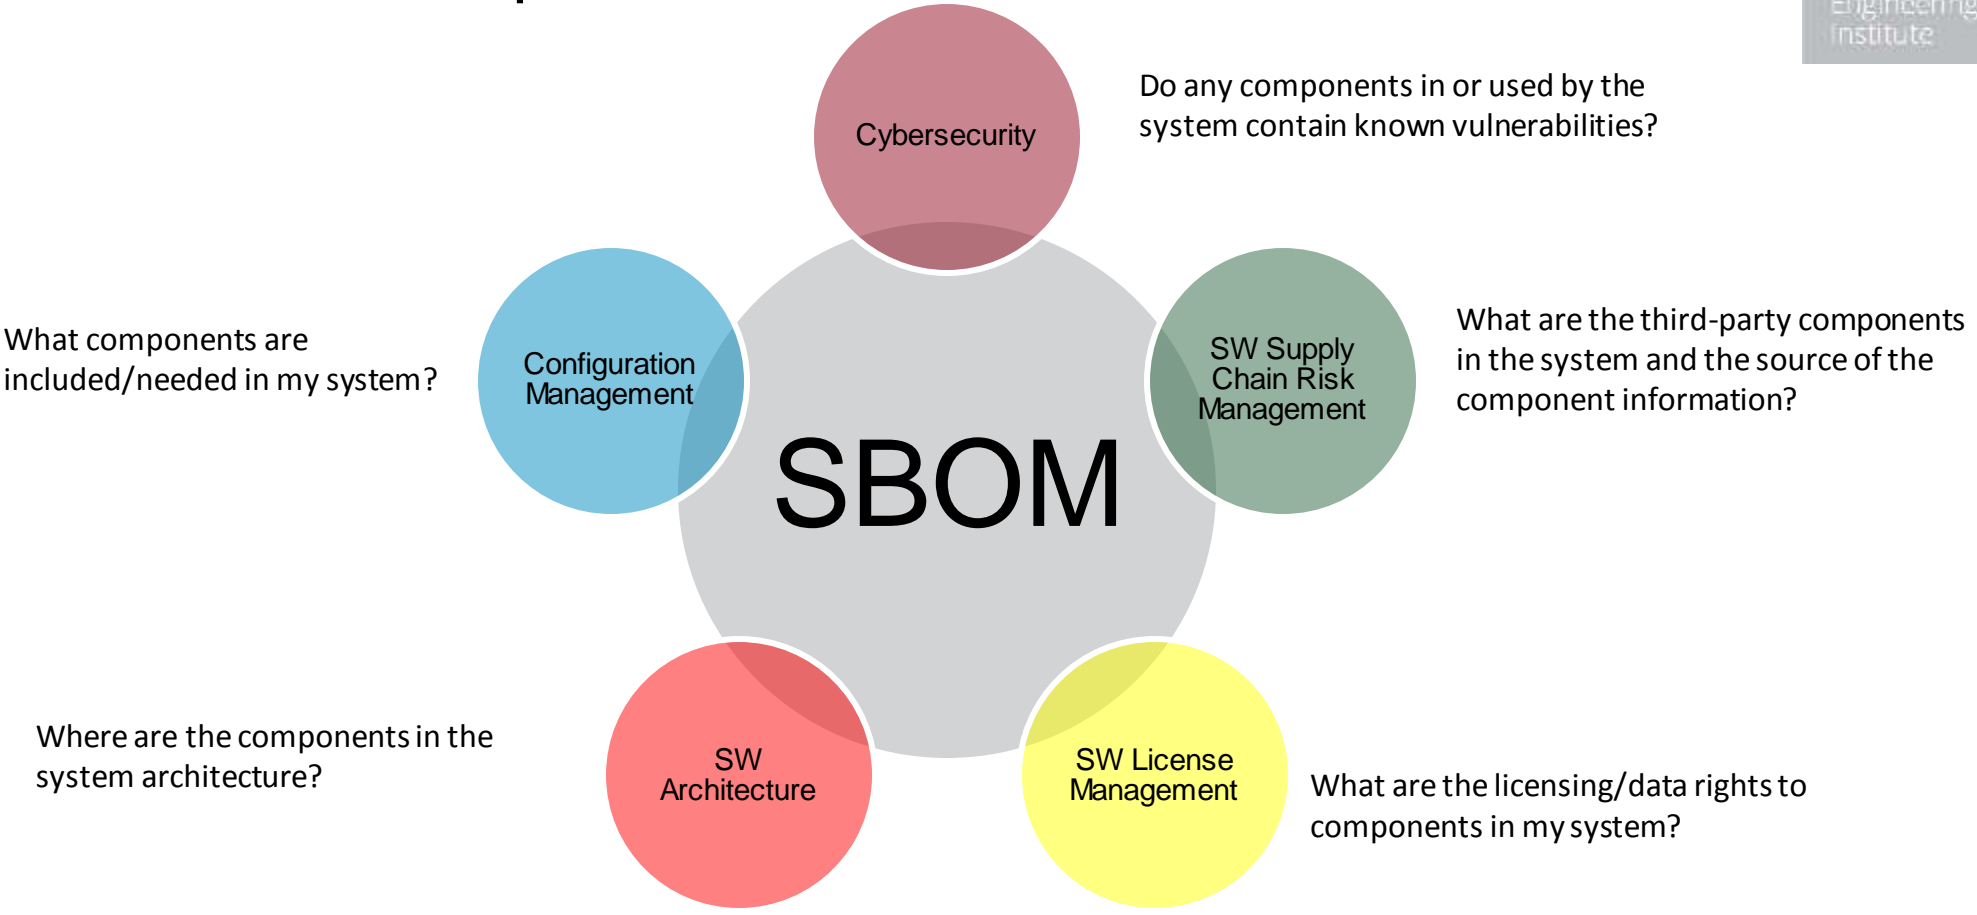 Engineering
Institute
Cybersecurity
Do any components in or used by the
system contain known vulnerabilities?
What components are
included/needed in my system?
Configuration
Management
SW Supply
Chain Risk
Management
What are the third-party components
in the system and the source of the
component information?
SBOM
Where are the components in the
system architecture?
SW
Architecture
SW License
Management
What are the licensing/data rights to
components in my system?